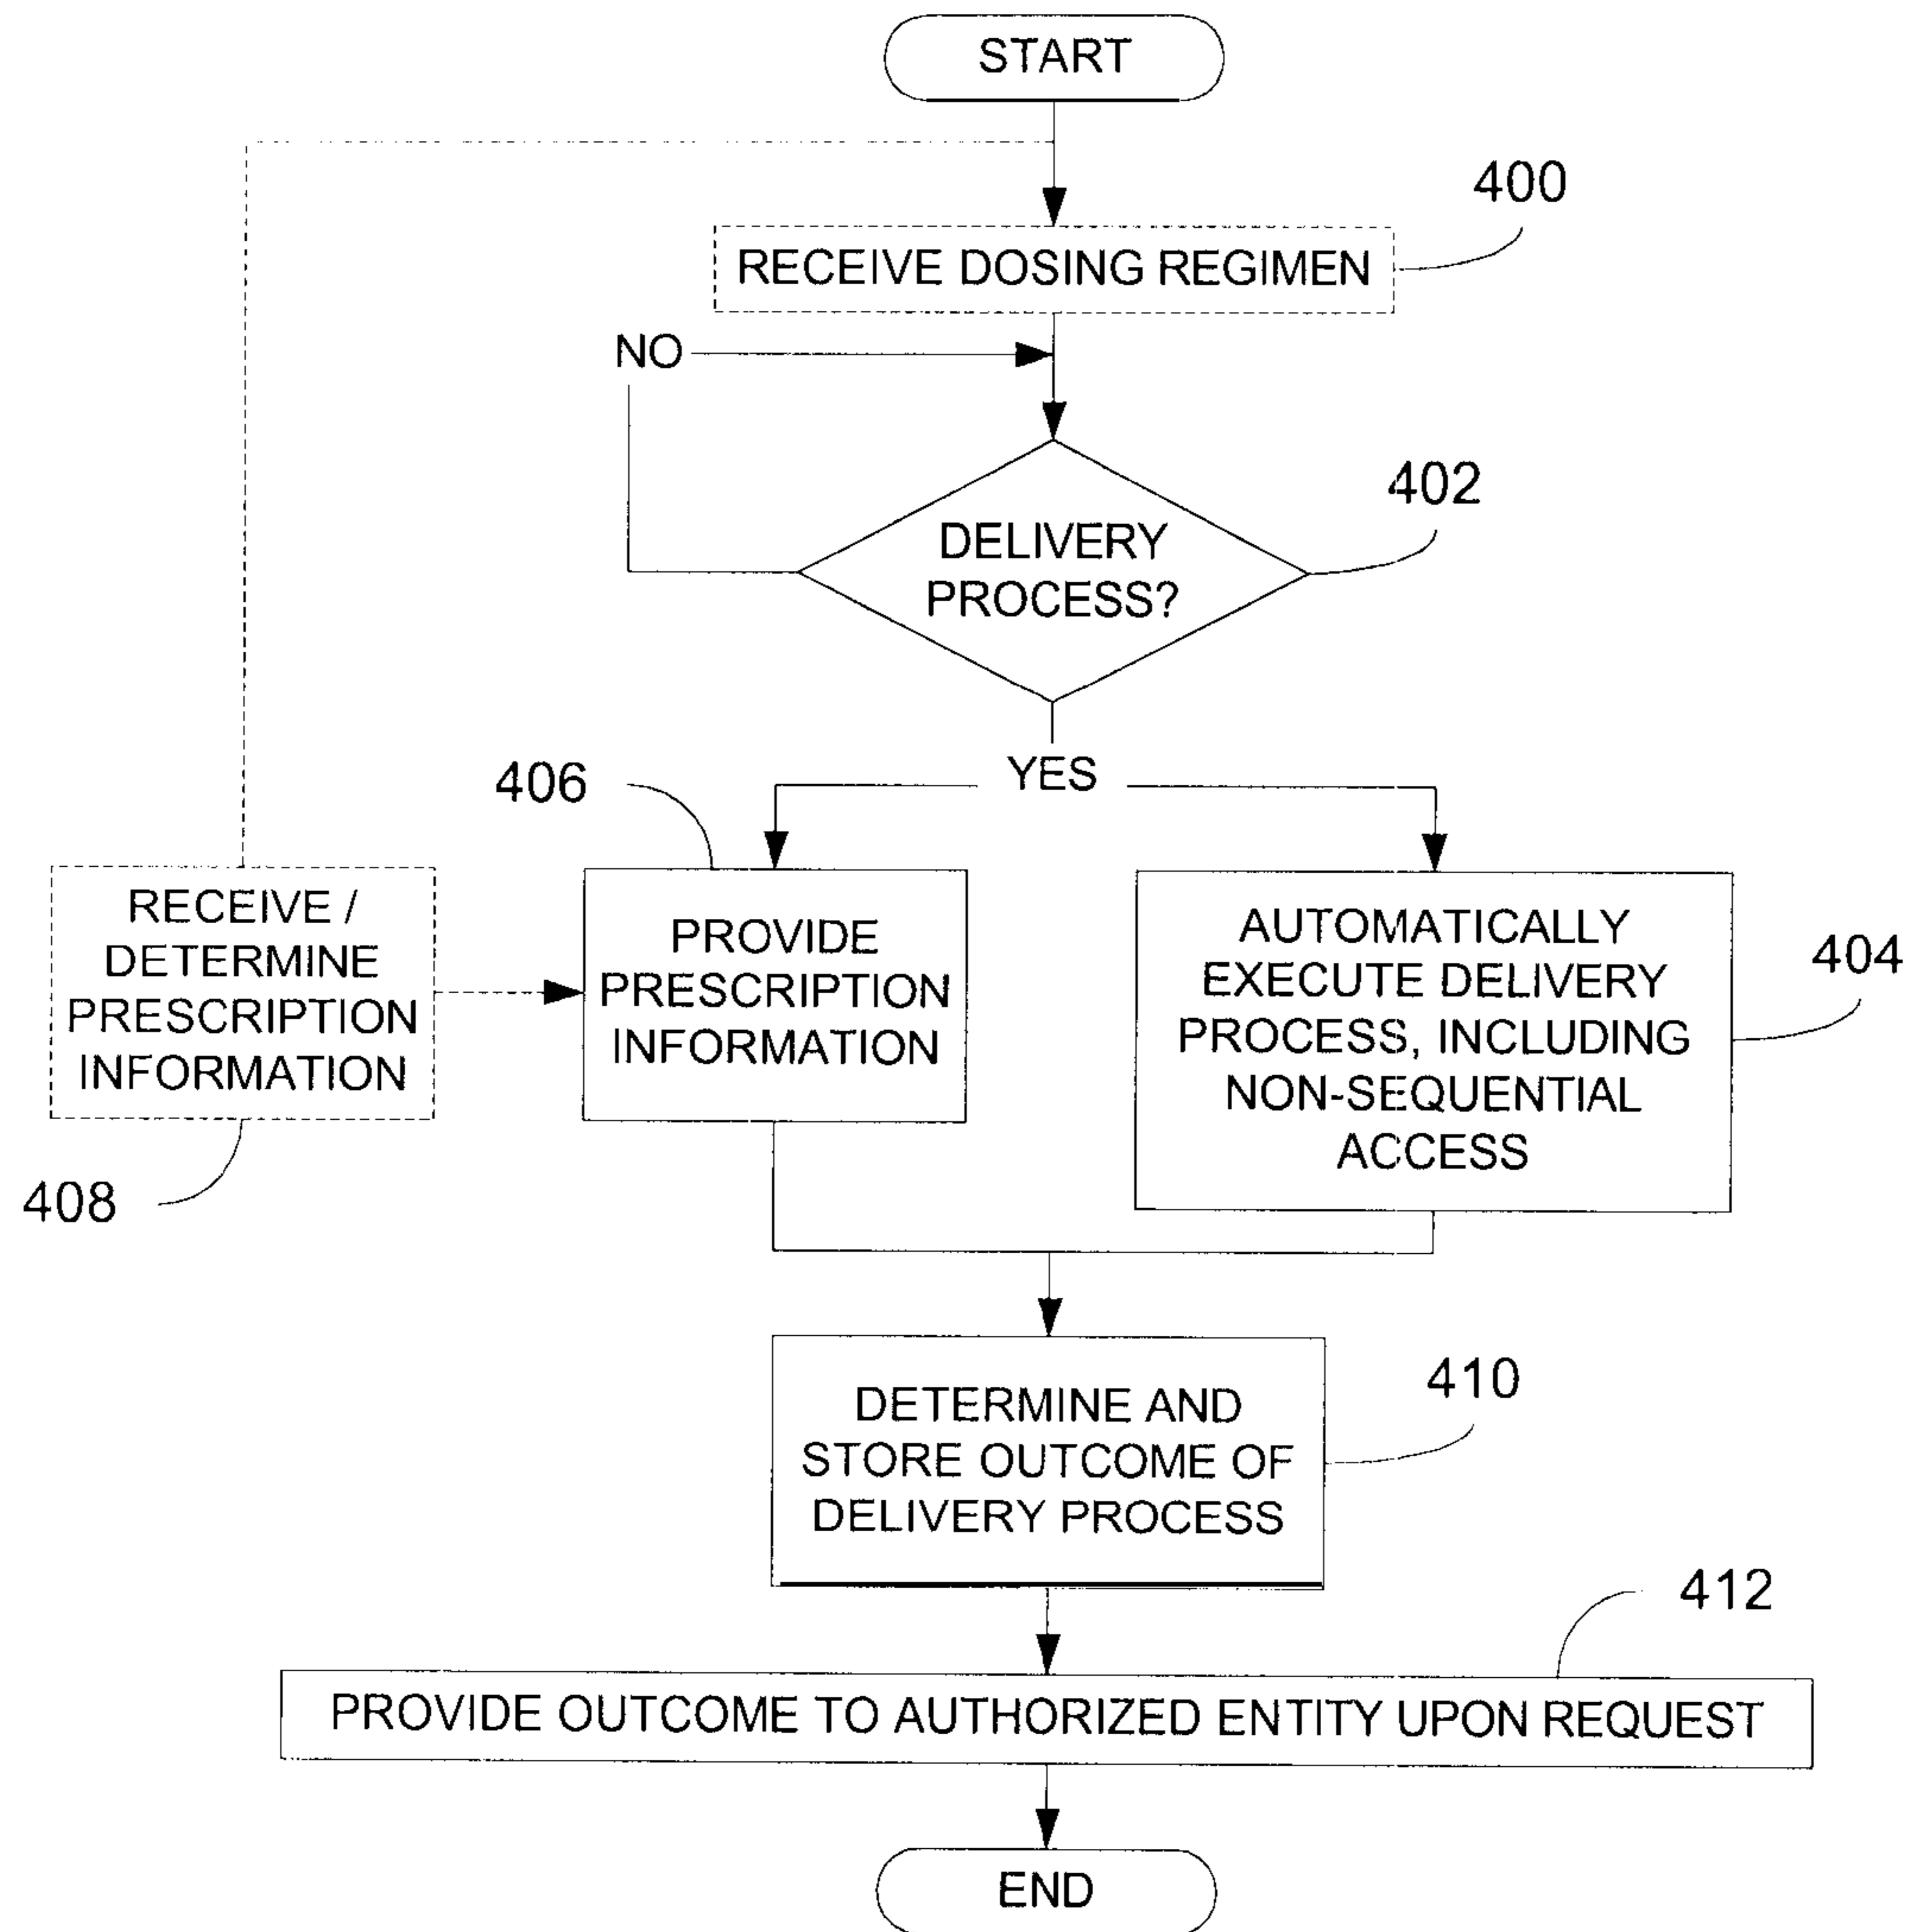 START
400
RECEIVE DOSING REGIMEN
NO
402
DELIVERY
PROCESS?
YES
406
RECEIVE /
DETERMINE
PRESCRIPTION
INFORMATION
408
PROVIDE
PRESCRIPTION
INFORMATION
AUTOMATICALLY
EXECUTE DELIVERY
PROCESS, INCLUDING
NON-SEQUENTIAL
ACCESS
404
DETERMINE AND
STORE OUTCOME OF
DELIVERY PROCESS
410
412
PROVIDE OUTCOME TO AUTHORIZED ENTITY UPON REQUEST
END